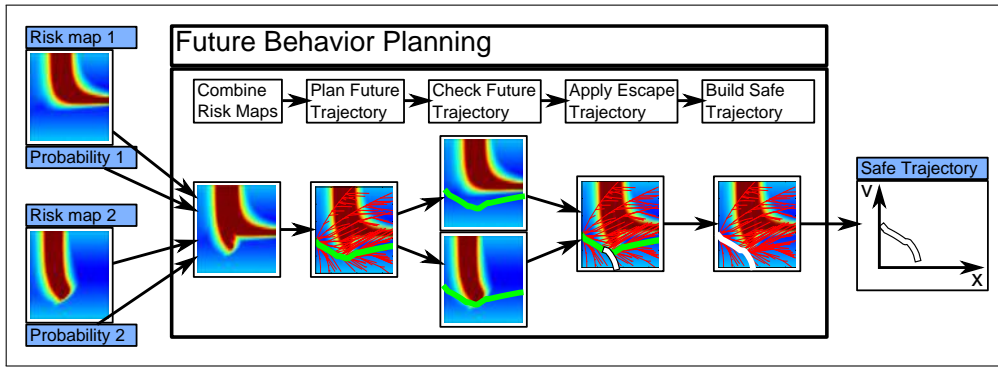 Risk map 1
Probability 1
Risk map 2
Probability 2
Future Behavior Planning
Combine
Risk Maps
Plan Future
Trajectory
Check Future
Trajectory
Apply Escape
Trajectory
Build Safe
Trajectory
Safe Trajectory
V
X